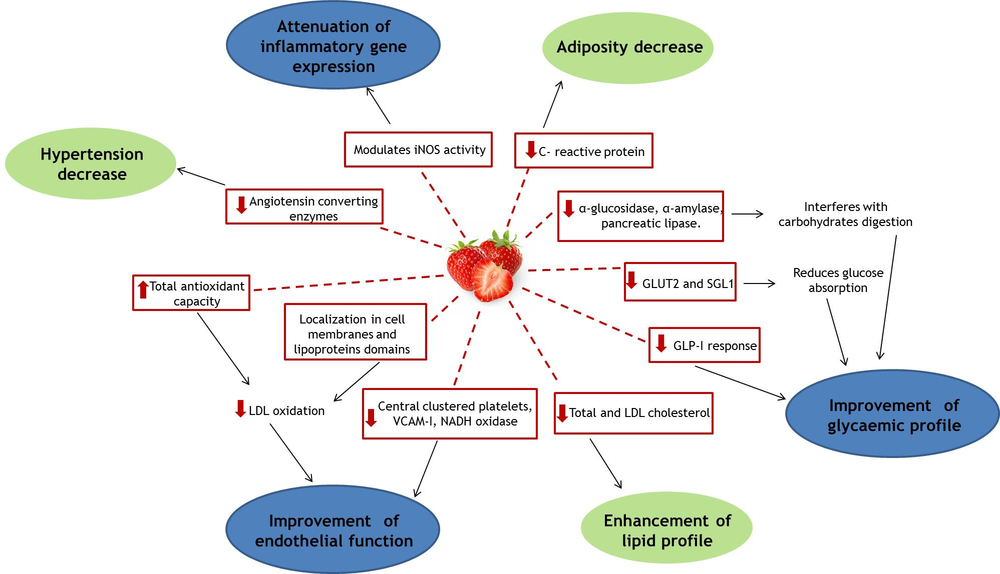 Attenuation of
inflammatory gene
expression
Adiposity decrease
Hypertension
decrease
Modulates iNOS activity
C- reactive protein
Angiotensin converting
enzymes
α-glucosidase, α-amylase,
pancreatic lipase.
Interferes with
carbohydrates digestion
Total antioxidant
capacity
GLUT2 and SGL1
Reduces glucose
absorption
Localization in cell
membranes and
lipoproteins domains
GLP-I response
LDL oxidation
Central clustered platelets,
VCAM-I, NADH oxidase
Total and LDL cholesterol
Improvement of
glycaemic profile
Improvement of
endothelial function
Enhancement of
lipid profile